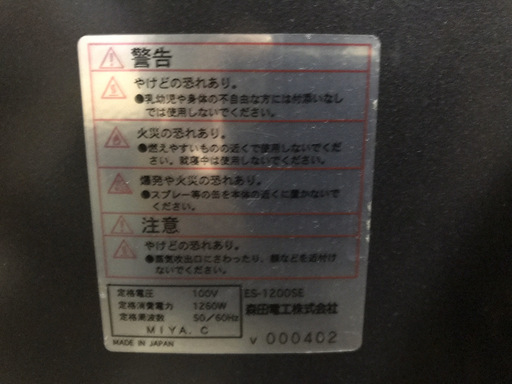 警告
やけどの恐れあり。
●乳幼児や身体の不自由な方には付添いなし
では使用しないでください。
火災の恐れあり。
●燃えやすいものの近くで使用しないでくだ
さい。就寝中は使用しないでください。
爆発や火災の恐れあり。
●スプレー等の缶を本体の近くに置かないで
ください。
注意
やけどの恐れあり。
●蒸気吹出口にさわったり、顔などを近付け
ないでください。
定格電圧 100V
定格消費電力 1260W
定格周波数 50/60Hz
MIYA.C
MADE IN JAPAN
ES-1200SE
森田電工株式会社
V 000402